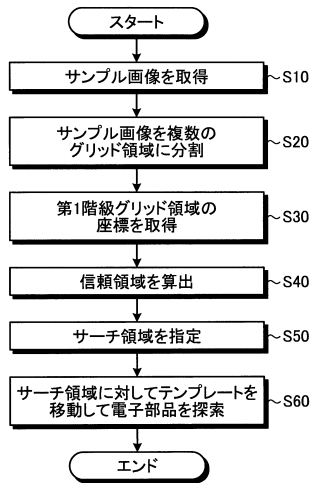 スタート
サンプル画像を取得
S10
サンプル画像を複数の
グリッド領域に分割
S20
第1階級グリッド領域の
座標を取得
S30
信頼領域を算出
S40
サーチ領域を指定
S50
サーチ領域に対してテンプレートを
移動して電子部品を探索
S60
エンド